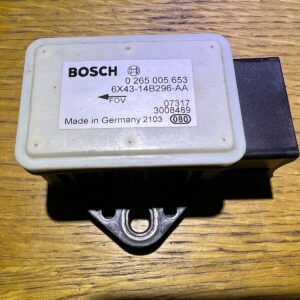 BOSCH
0 265 005 653
6X43-14B296-AA
FOV
07317
3008489
Made in Germany 2103 080